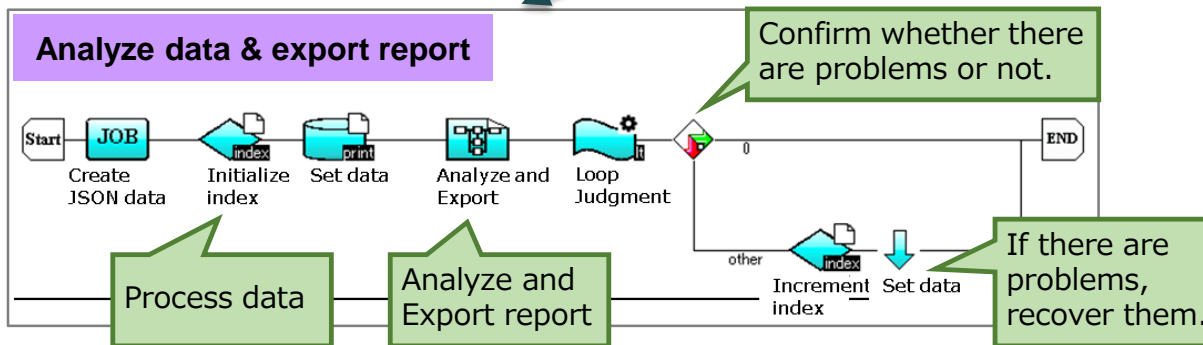 Analyze data & export report
Confirm whether there
are problems or not.
Start
JOB
index
print
lt
0
END
Create
JSON data
Initialize
index
Set data
Analyze and
Export
Loop
Judgment
other
index
Increment
index
Set data
Process data
Analyze and
Export report
If there are
problems,
recover them.